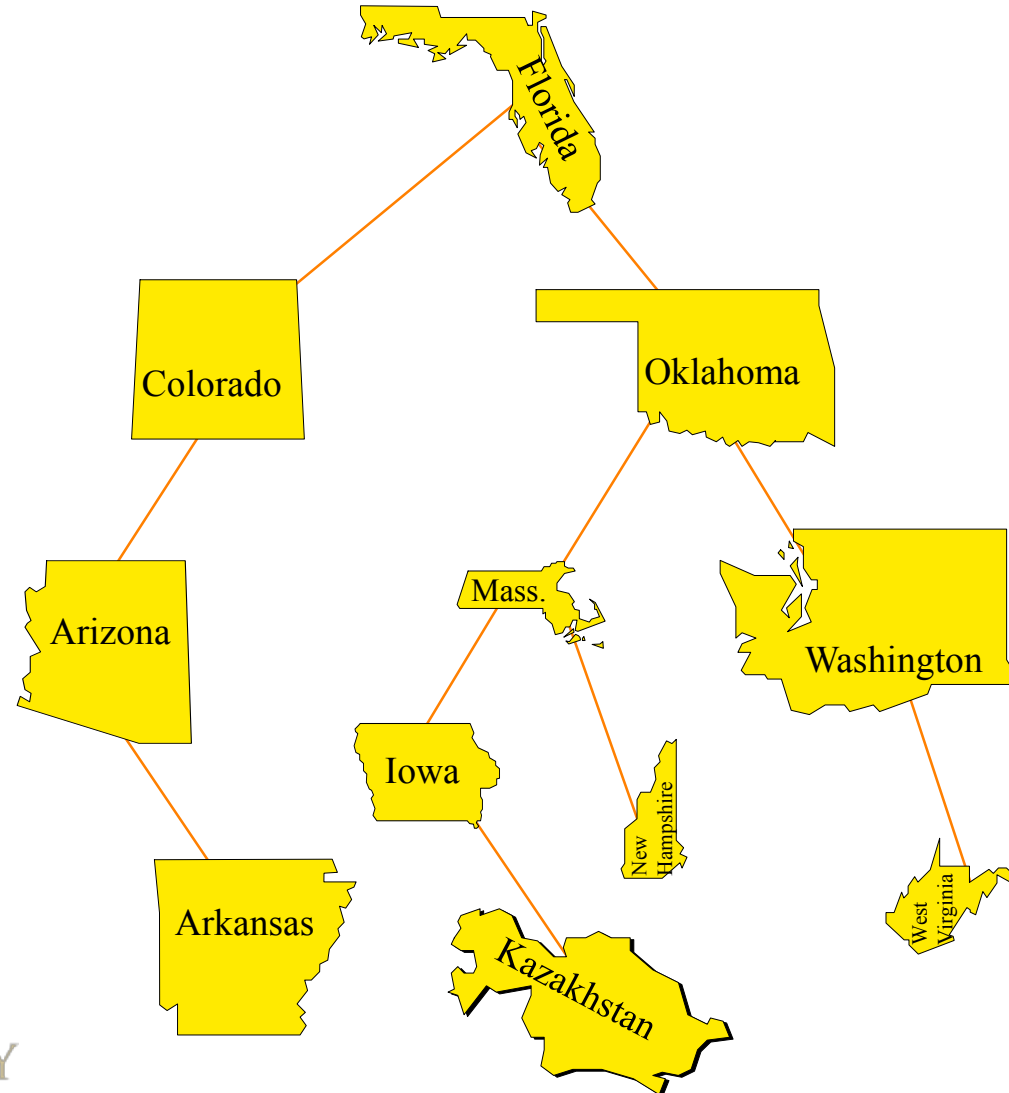 Florida
Colorado
Oklahoma
Arizona
Mass.
Washington
Iowa
New
Hampshire
Arkansas
West
Virginia
Kazakhstan
Y